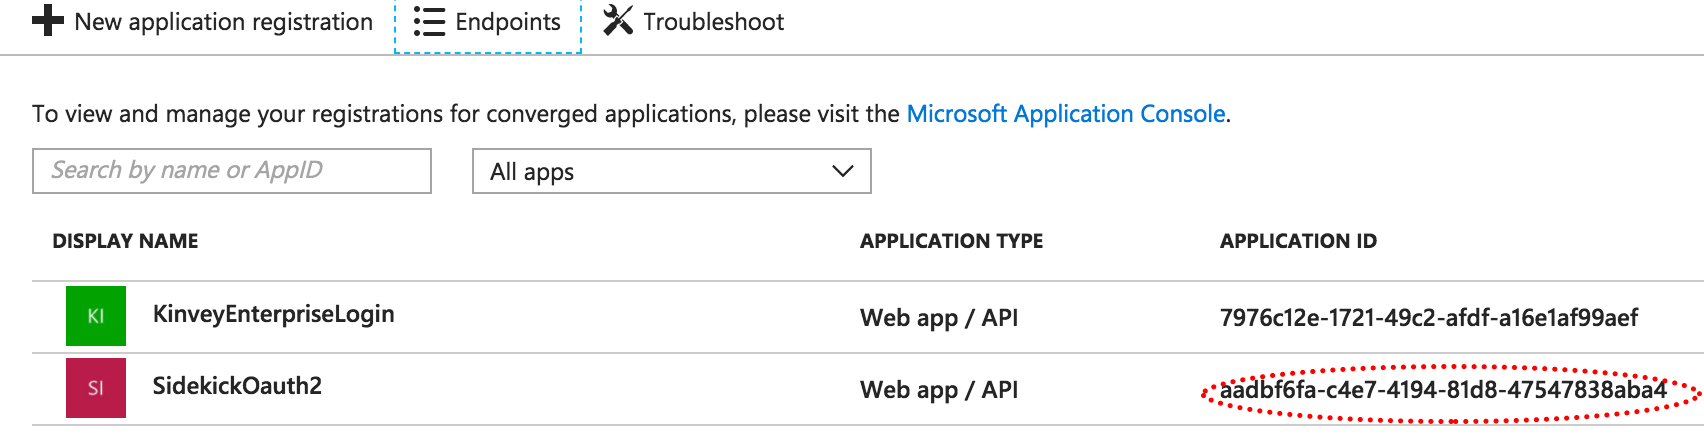 New application registration Endpoints Troubleshoot
To view and manage your registrations for converged applications, please visit the Microsoft Application Console.
Search by name or AppID All apps
DISPLAY NAME APPLICATION TYPE APPLICATION ID
KI KinveyEnterpriseLogin Web app / API 7976c12e-1721-49c2-afdf-a16e1af99aef
SI SidekickOauth2 Web app / API aadbf6fa-c4e7-4194-81d8-47547838aba4